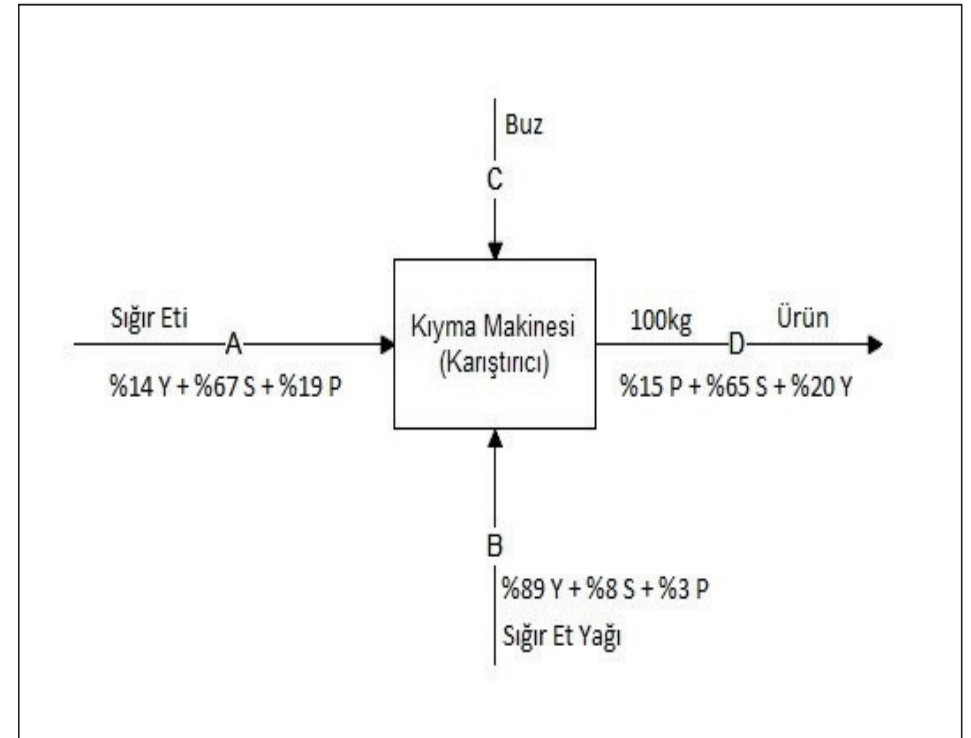 Buz
C
Sığır Eti
A
%14 Y + %67 S + %19 P
Kıyma Makinesi
(Karıştırıcı)
100kg
Ürün
D
%15 P + %65 S + %20 Y
B
%89 Y + %8 S + %3 P
Sığır Et Yağı